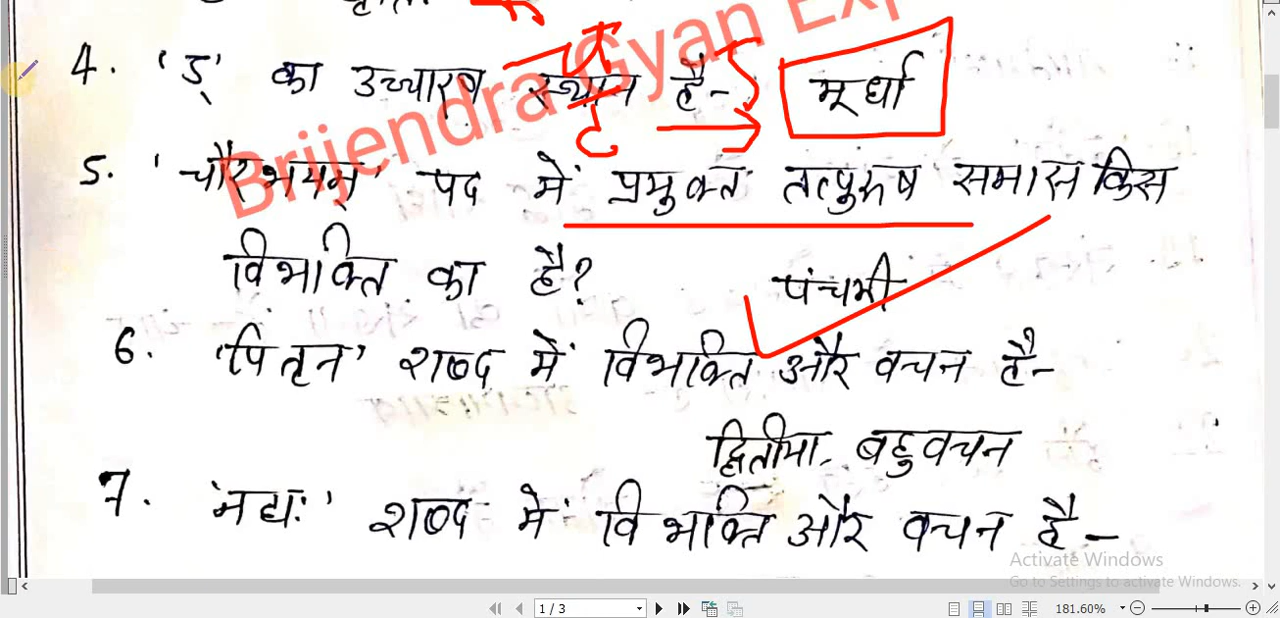 4. 'ड्' का उच्चारण स्थान है- मूर्धा
5. 'चौरभयम्' पद में प्रयुक्त तत्पुरुष समास किस
विभक्ति का है? पंचमी
6. 'पितृन' शब्द में विभक्ति और वचन है-
द्वितीया, बहुवचन
7. 'नद्यः' शब्द में विभक्ति और वचन है-
Brijendra Gyan Exp
Activate Windows
Go to Settings to activate Windows.
1 / 3
181.60%